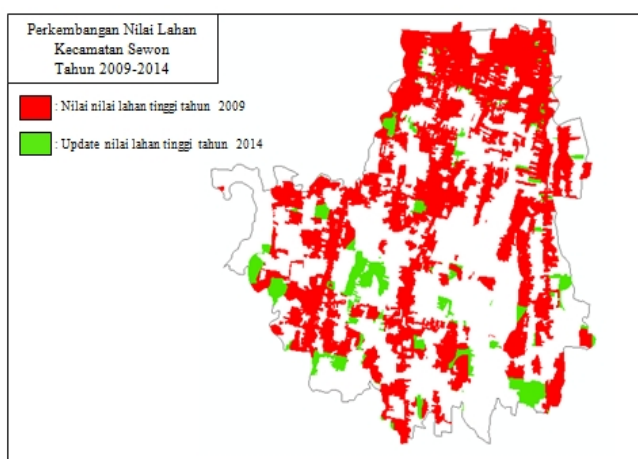 Perkembangan Nilai Lahan
Kecamatan Sewon
Tahun 2009-2014
: Nilai nilai lahan tinggi tahun 2009
: Update nilai lahan tinggi tahun 2014